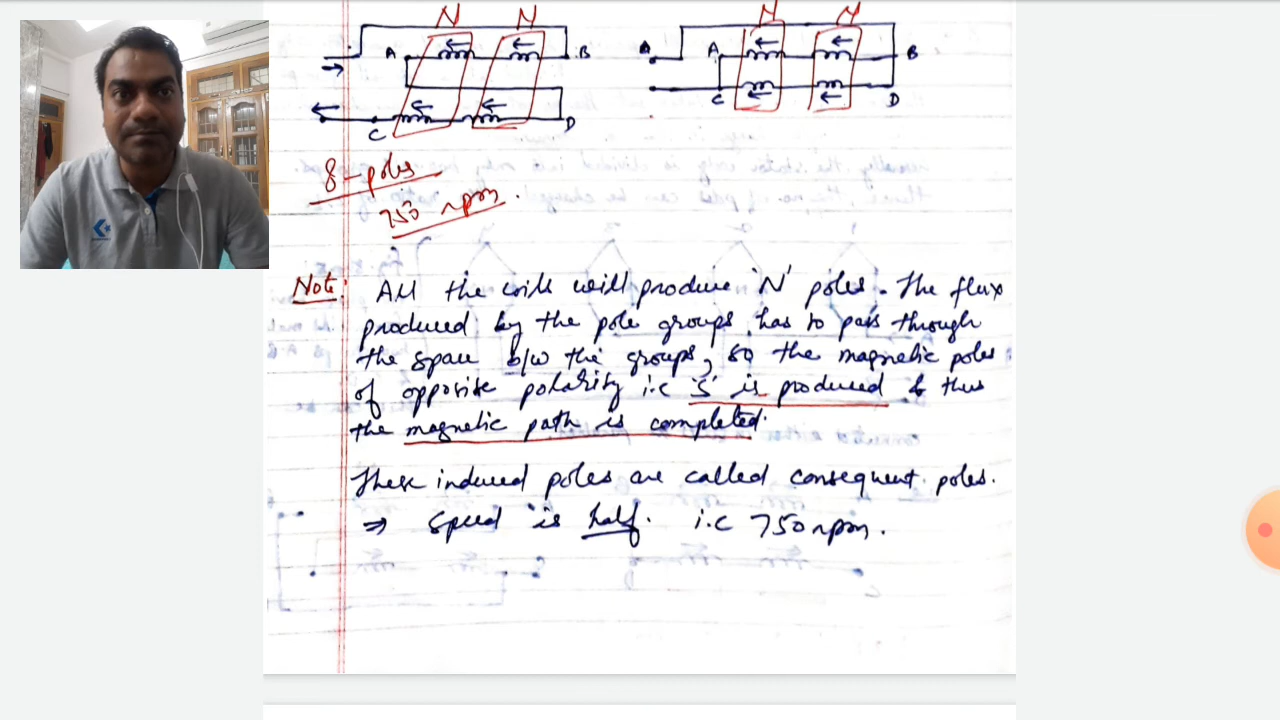 N N N N
A B A A B
C D C D
8-poles
750 rpm.
Note: All the coils will produce 'N' poles. The flux
produced by the pole groups has to pass through
the space b/w the groups, so the magnetic poles
of opposite polarity i.e 'S' is produced & thus
the magnetic path is completed.
These induced poles are called consequent poles.
⇒ speed is half. i.e 750 rpm.